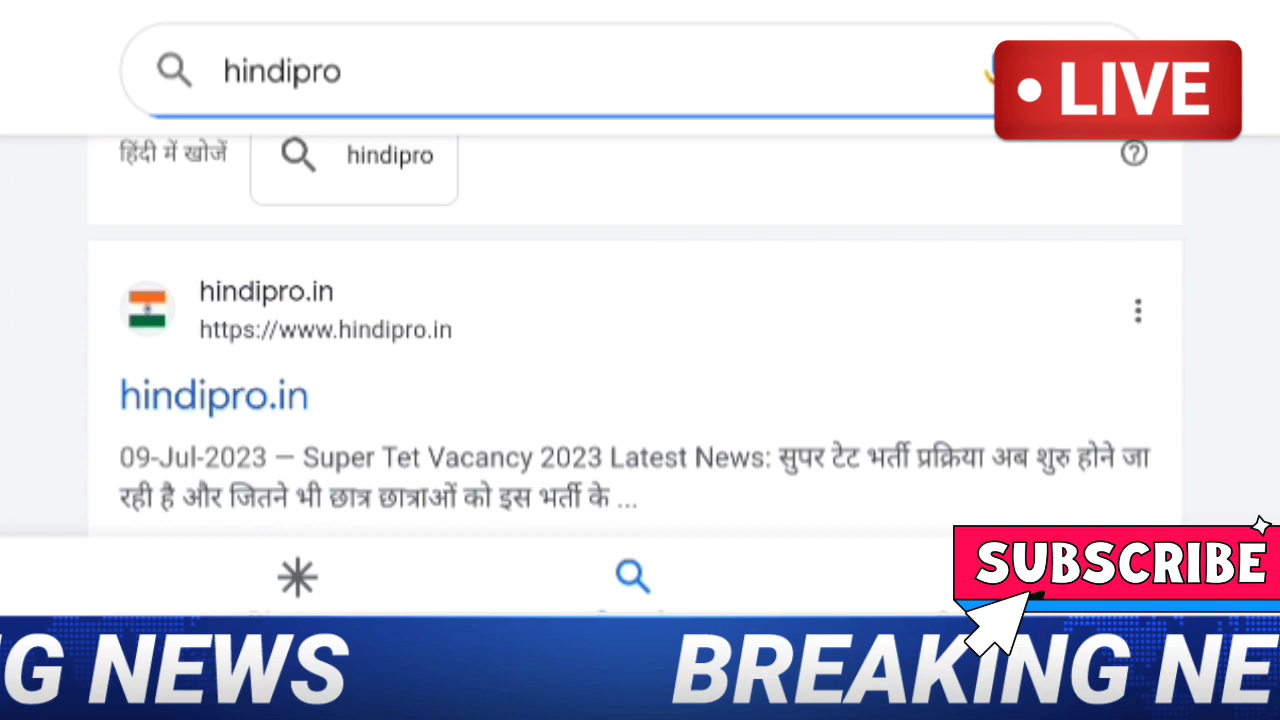 hindipro
LIVE
हिंदी में खोजें
hindipro
hindipro.in
https://www.hindipro.in
hindipro.in
09-Jul-2023 — Super Tet Vacancy 2023 Latest News: सुपर टेट भर्ती प्रक्रिया अब शुरु होने जा
रही है और जितने भी छात्र छात्राओं को इस भर्ती के ...
SUBSCRIBE
G NEWS BREAKING NE